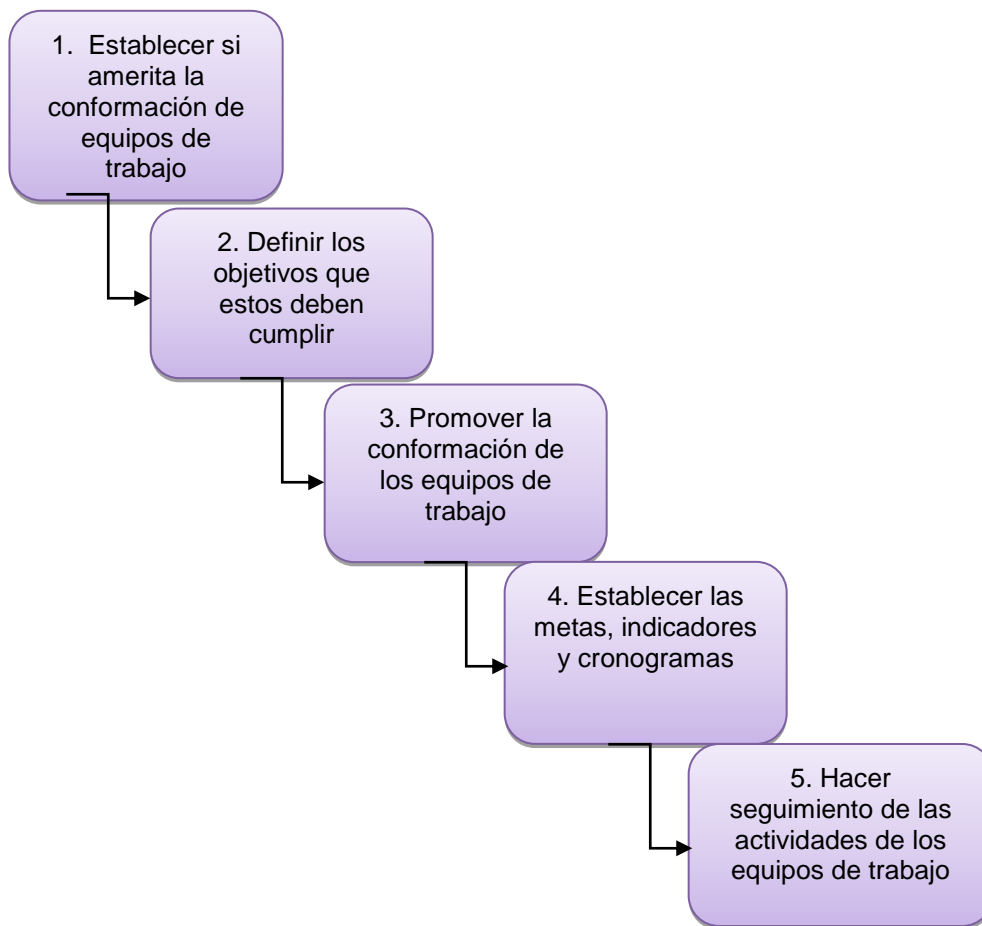 1. Establecer si
amerita la
conformación de
equipos de
trabajo
2. Definir los
objetivos que
estos deben
cumplir
3. Promover la
conformación de
los equipos de
trabajo
4. Establecer las
metas, indicadores
y cronogramas
5. Hacer
seguimiento de las
actividades de los
equipos de trabajo